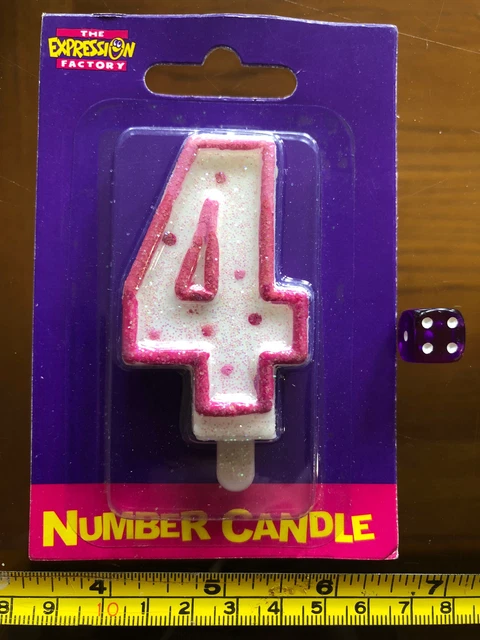 THE
EXPRESSION
FACTORY
4
NUMBER CANDLE
4 5 6 7
8 9 10 1 2 3 4 5 6 7 8